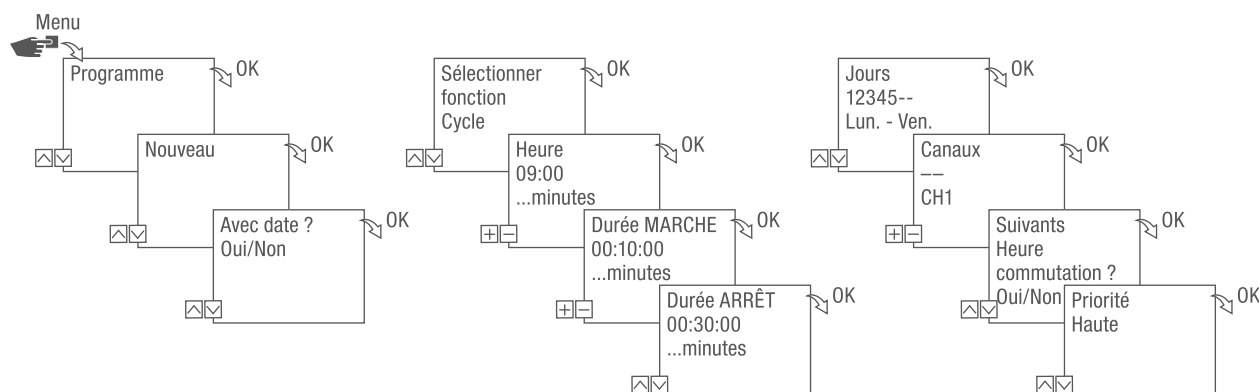 Menu
Programme
OK
Nouveau
OK
Avec date ?
Oui/Non
OK
Sélectionner
fonction
Cycle
OK
Heure
09:00
...minutes
OK
Durée MARCHE
00:10:00
...minutes
OK
Durée ARRÊT
00:30:00
...minutes
OK
Jours
12345--
Lun. - Ven.
OK
Canaux
––
CH1
OK
Suivants
Heure
commutation ?
Oui/Non
OK
Priorité
Haute
OK